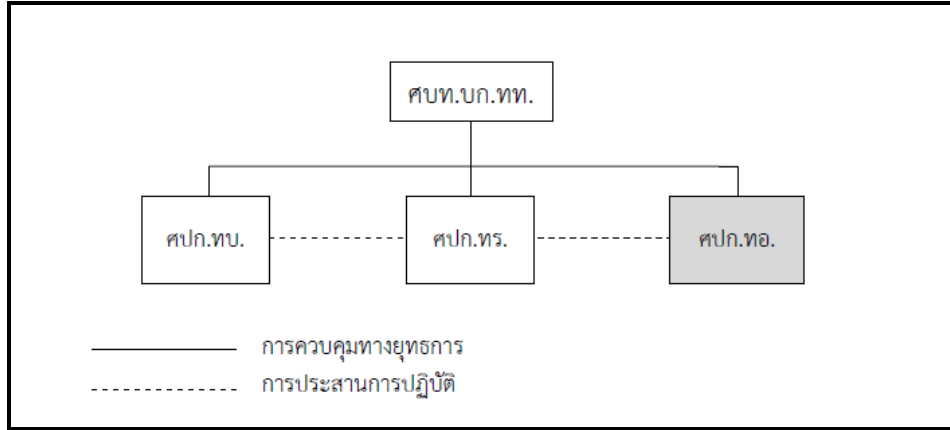 ศบท.บก.ทท.
ศปก.ทบ. ศปก.ทร. ศปก.ทอ.
การควบคุมทางยุทธการ
การประสานการปฏิบัติ